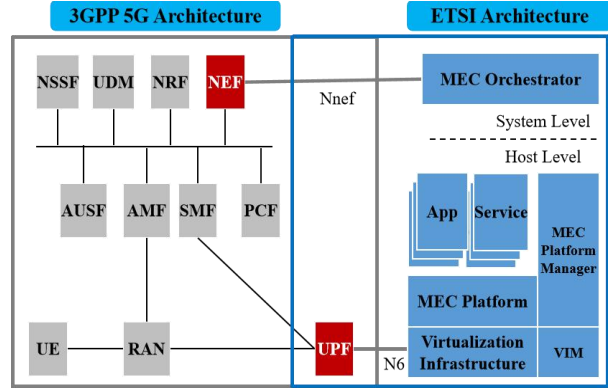 3GPP 5G Architecture
ETSI Architecture
NSSF
UDM
NRF
NEF
Nnef
MEC Orchestrator
System Level
Host Level
AUSF
AMF
SMF
PCF
App
Service
MEC
Platform
Manager
MEC Platform
UE
RAN
UPF
N6
Virtualization
Infrastructure
VIM